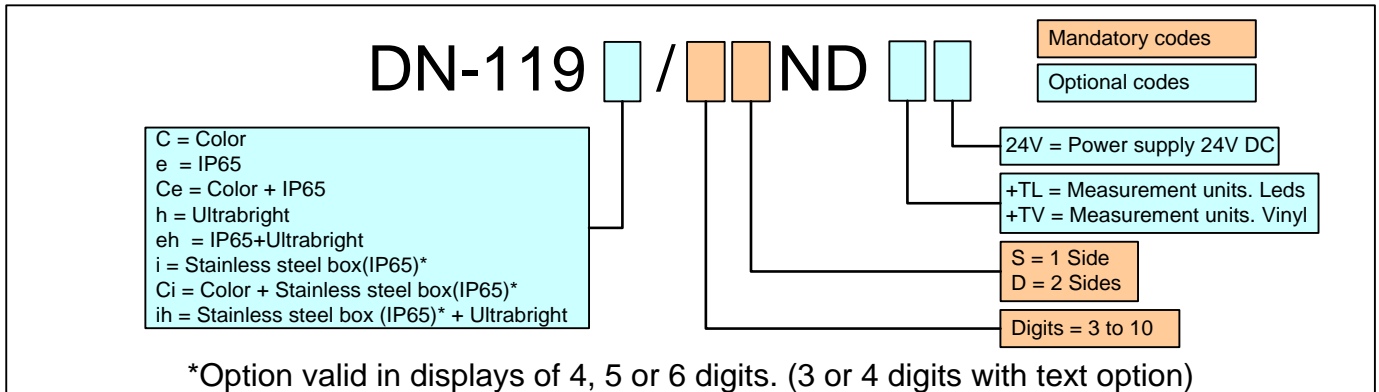 DN-119 / ND
Mandatory codes
Optional codes
C = Color
e = IP65
Ce = Color + IP65
h = Ultrabright
eh = IP65+Ultrabright
i = Stainless steel box(IP65)*
Ci = Color + Stainless steel box(IP65)*
ih = Stainless steel box (IP65)* + Ultrabright
24V = Power supply 24V DC
+TL = Measurement units. Leds
+TV = Measurement units. Vinyl
S = 1 Side
D = 2 Sides
Digits = 3 to 10
*Option valid in displays of 4, 5 or 6 digits. (3 or 4 digits with text option)